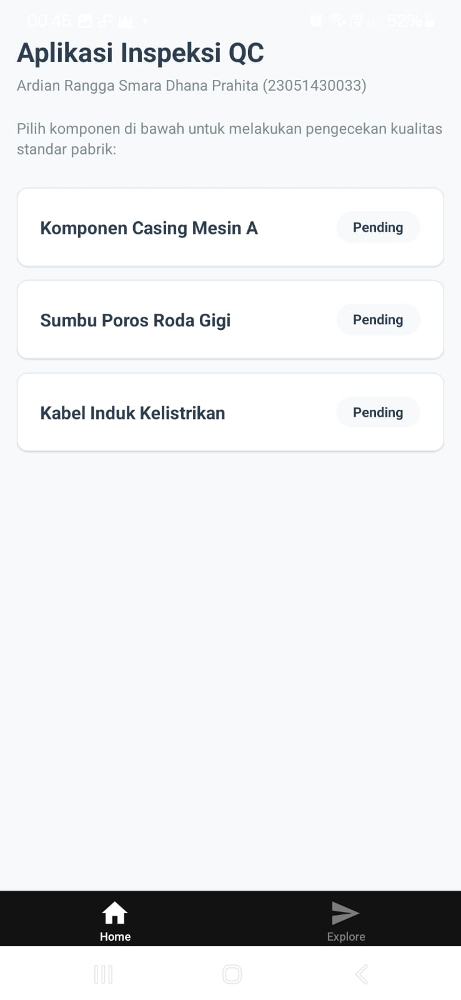 00.45
52%
Aplikasi Inspeksi QC
Ardian Rangga Smara Dhana Prahita (23051430033)
Pilih komponen di bawah untuk melakukan pengecekan kualitas
standar pabrik:
Komponen Casing Mesin A
Pending
Sumbu Poros Roda Gigi
Pending
Kabel Induk Kelistrikan
Pending
Home
Explore